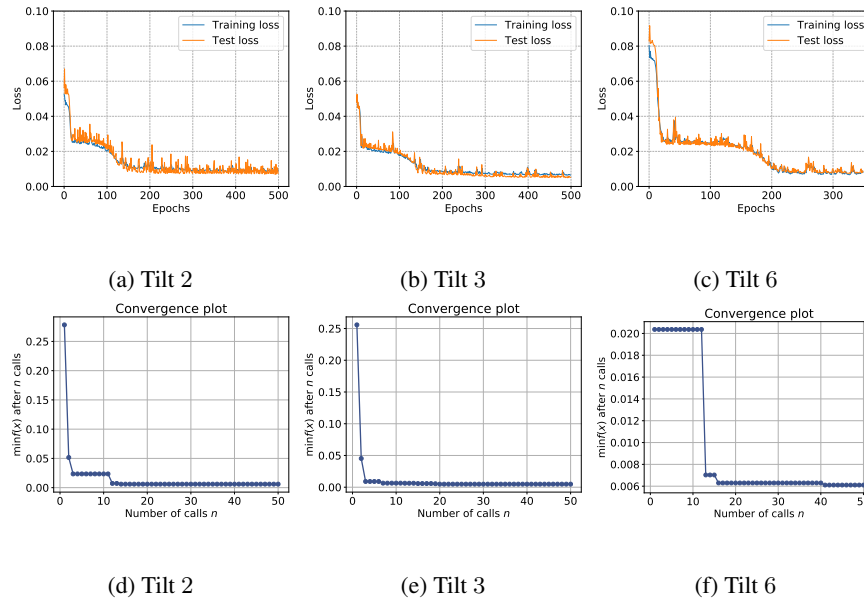 0.10
0.08
0.06
0.04
0.02
0.00
Loss
0 100 200 300 400 500
Epochs
Training loss
Test loss
0.10
0.08
0.06
0.04
0.02
0.00
Loss
0 100 200 300 400 500
Epochs
Training loss
Test loss
0.10
0.08
0.06
0.04
0.02
0.00
Loss
0 100 200 300
Epochs
Training loss
Test loss
(a) Tilt 2
(b) Tilt 3
(c) Tilt 6
Convergence plot
0.25
0.20
0.15
0.10
0.05
0.00
min f(x) after n calls
0 10 20 30 40 50
Number of calls n
Convergence plot
0.25
0.20
0.15
0.10
0.05
0.00
min f(x) after n calls
0 10 20 30 40 50
Number of calls n
Convergence plot
0.020
0.018
0.016
0.014
0.012
0.010
0.008
0.006
min f(x) after n calls
0 10 20 30 40 50
Number of calls n
(d) Tilt 2
(e) Tilt 3
(f) Tilt 6